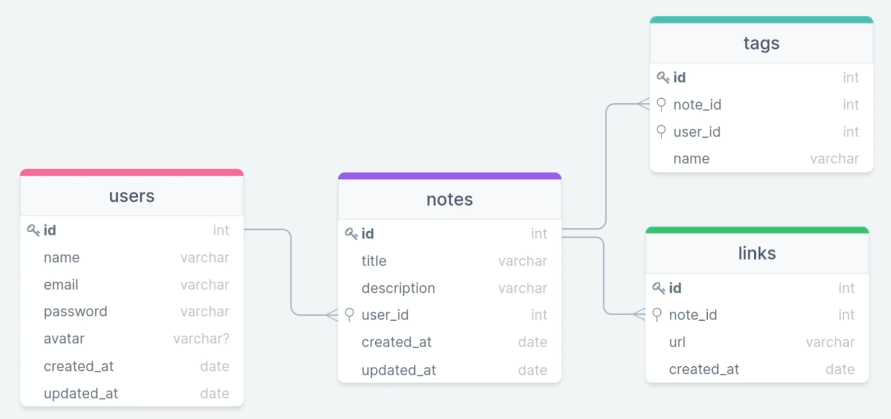 users
id int
name varchar
email varchar
password varchar
avatar varchar?
created_at date
updated_at date
notes
id int
title varchar
description varchar
user_id int
created_at date
updated_at date
tags
id int
note_id int
user_id int
name varchar
links
id int
note_id int
url varchar
created_at date